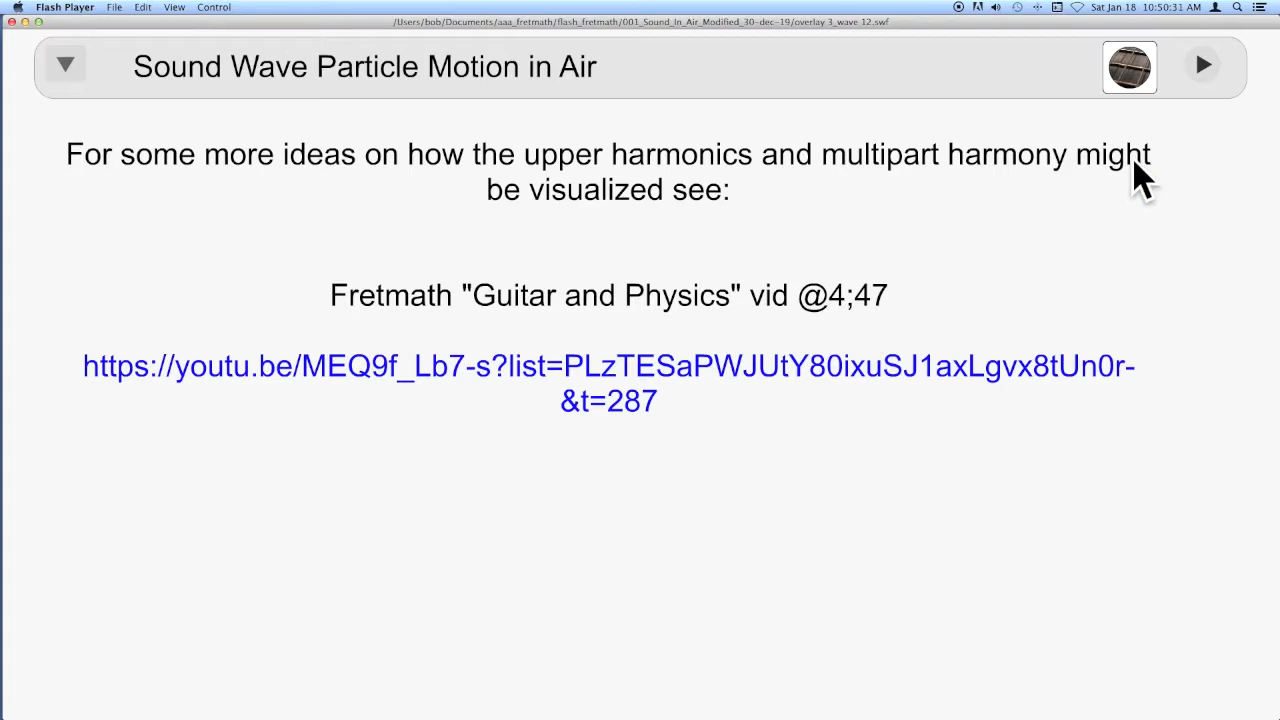 Flash Player File Edit View Control Sat Jan 18 10:50:31 AM
/Users/bob/Documents/aaa_fretmath/flash_fretmath/001_Sound_In_Air_Modified_30-dec-19/overlay 3_wave 12.swf
Sound Wave Particle Motion in Air
For some more ideas on how the upper harmonics and multipart harmony might
be visualized see:
Fretmath "Guitar and Physics" vid @4;47
https://youtu.be/MEQ9f_Lb7-s?list=PLzTESaPWJUtY80ixuSJ1axLgvx8tUn0r-
&t=287